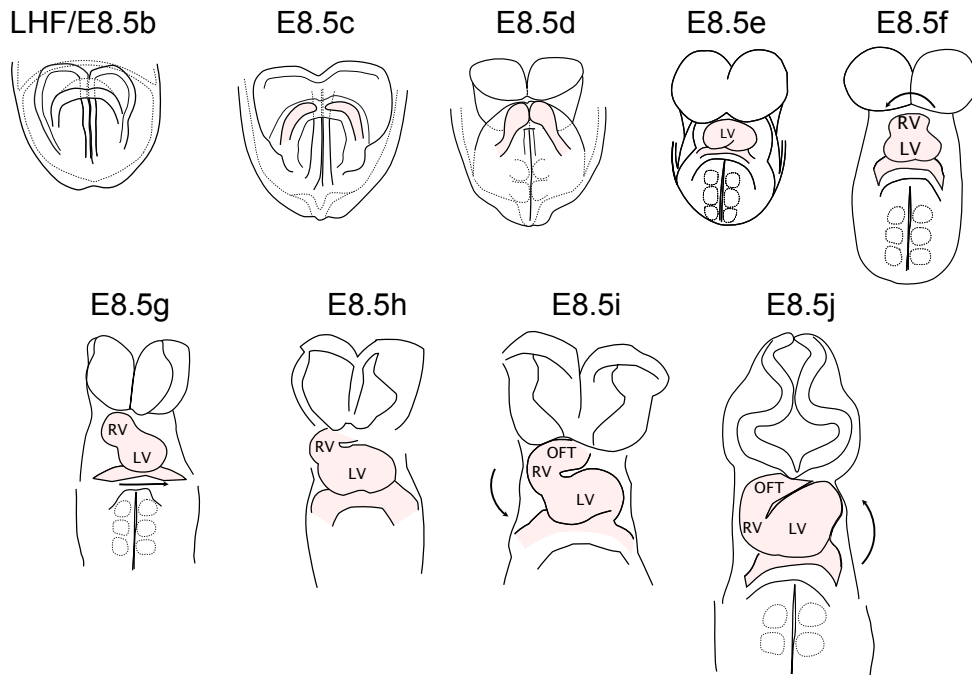 LHF/E8.5b
E8.5c
E8.5d
E8.5e
E8.5f
LV
RV
LV
E8.5g
E8.5h
E8.5i
E8.5j
RV
LV
RV
LV
OFT
RV
LV
OFT
RV
LV